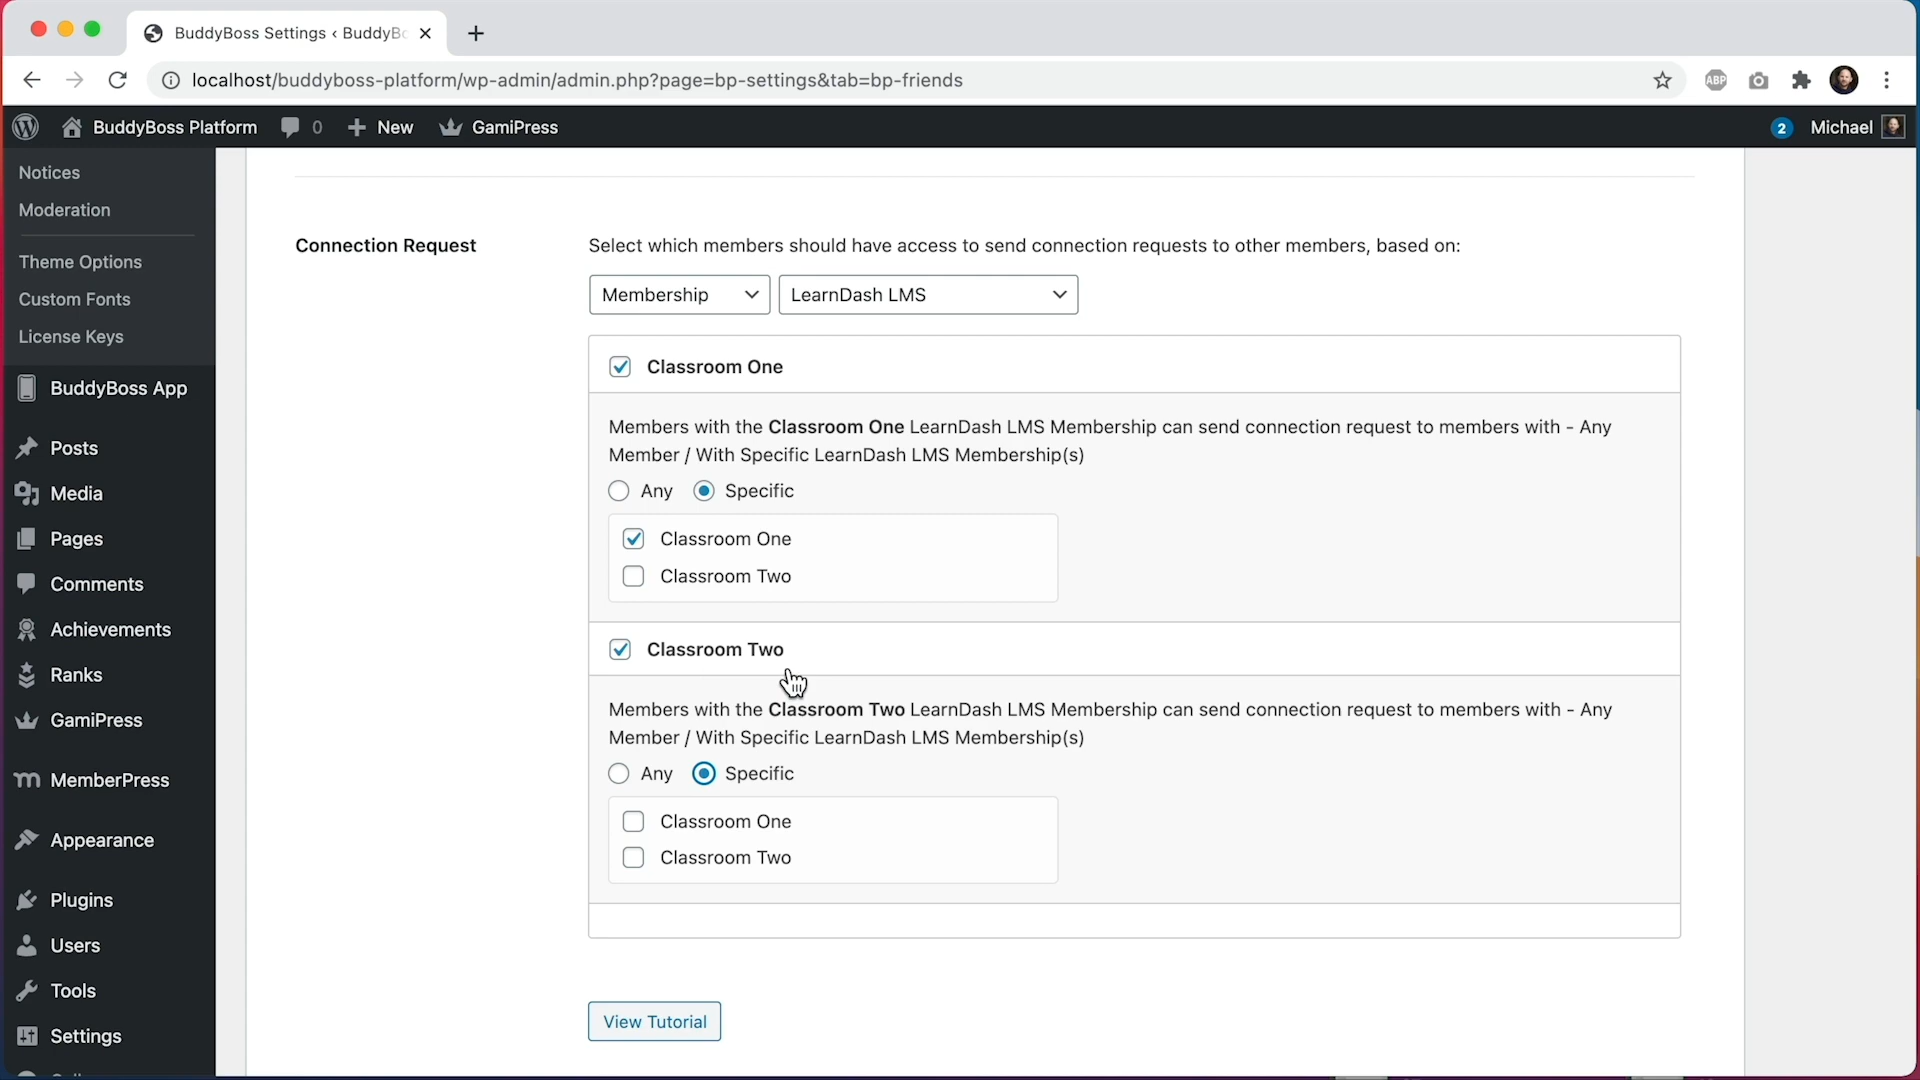 BuddyBoss Settings ‹ BuddyBo
localhost/buddyboss-platform/wp-admin/admin.php?page=bp-settings&tab=bp-friends
ABP
BuddyBoss Platform
0
New
GamiPress
2
Michael
Notices
Moderation
Theme Options
Custom Fonts
License Keys
BuddyBoss App
Posts
Media
Pages
Comments
Achievements
Ranks
GamiPress
MemberPress
Appearance
Plugins
Users
Tools
Settings
Connection Request
Select which members should have access to send connection requests to other members, based on:
Membership
LearnDash LMS
Classroom One
Members with the Classroom One LearnDash LMS Membership can send connection request to members with - Any
Member / With Specific LearnDash LMS Membership(s)
Any Specific
Classroom One
Classroom Two
Classroom Two
Members with the Classroom Two LearnDash LMS Membership can send connection request to members with - Any
Member / With Specific LearnDash LMS Membership(s)
Any Specific
Classroom One
Classroom Two
View Tutorial